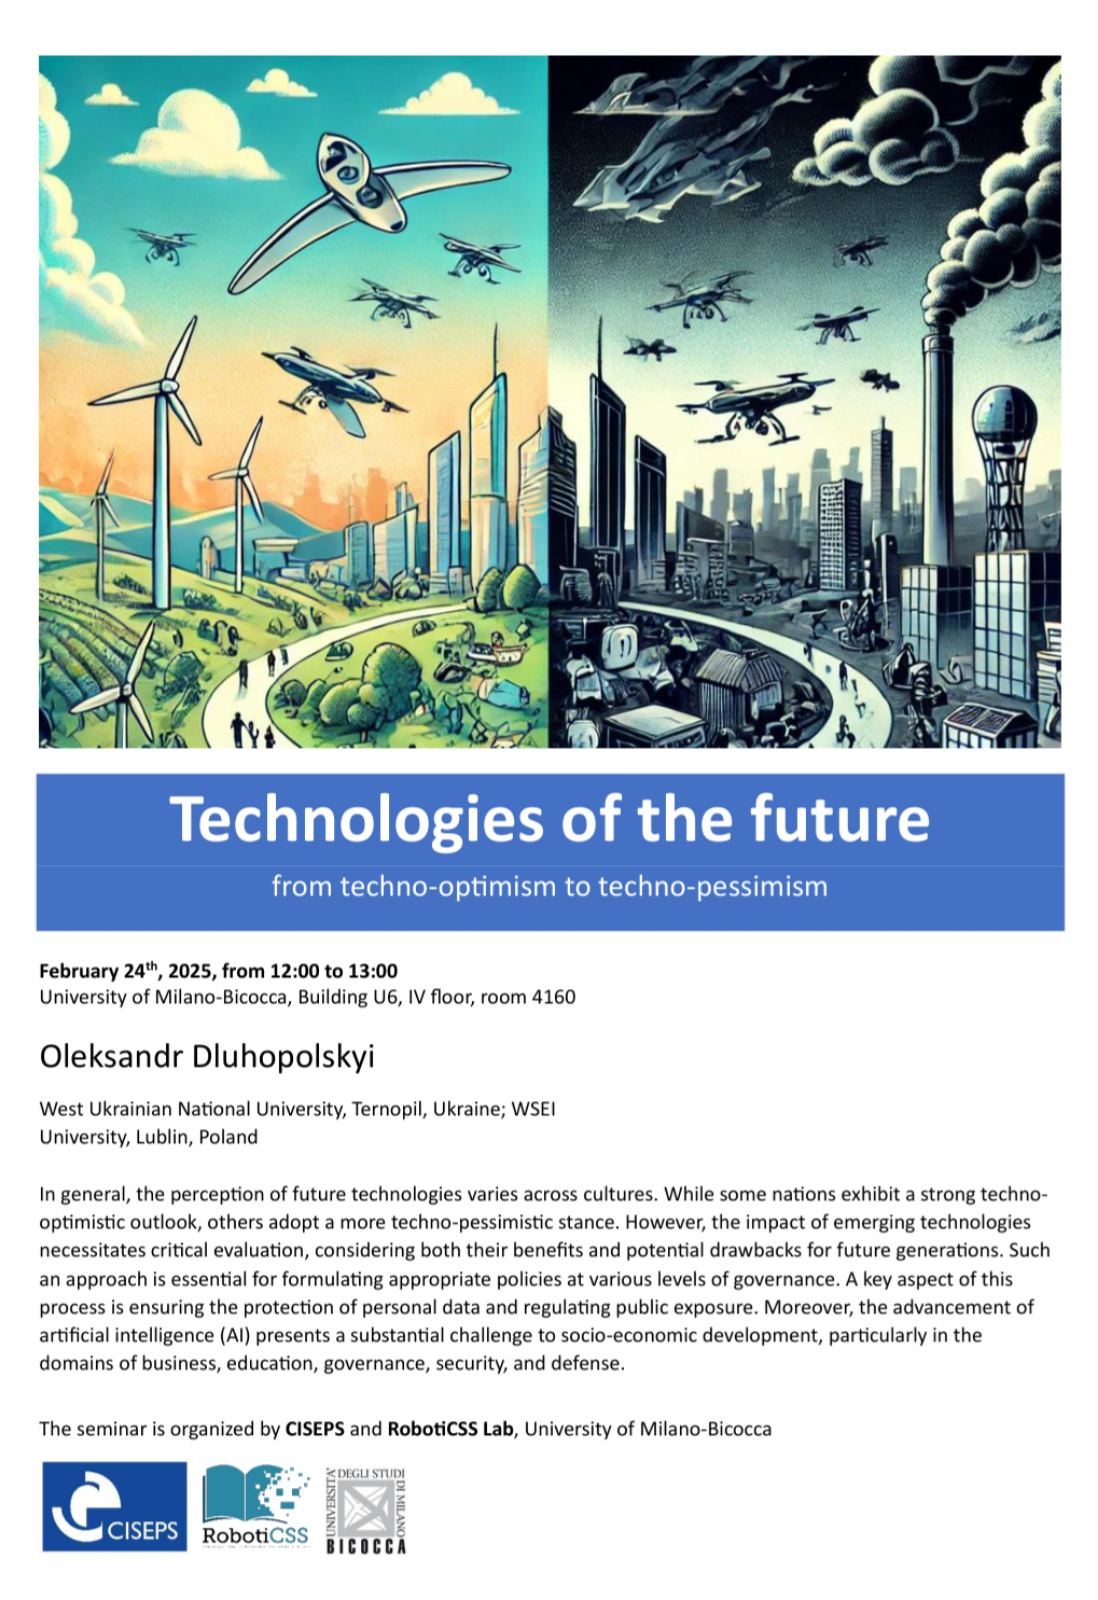 Technologies of the future
from techno-optimism to techno-pessimism
February 24th, 2025, from 12:00 to 13:00
University of Milano-Bicocca, Building U6, IV floor, room 4160
Oleksandr Dluhopolskyi
West Ukrainian National University, Ternopil, Ukraine; WSEI
University, Lublin, Poland
In general, the perception of future technologies varies across cultures. While some nations exhibit a strong techno-
optimistic outlook, others adopt a more techno-pessimistic stance. However, the impact of emerging technologies
necessitates critical evaluation, considering both their benefits and potential drawbacks for future generations. Such
an approach is essential for formulating appropriate policies at various levels of governance. A key aspect of this
process is ensuring the protection of personal data and regulating public exposure. Moreover, the advancement of
artificial intelligence (AI) presents a substantial challenge to socio-economic development, particularly in the
domains of business, education, governance, security, and defense.
The seminar is organized by CISEPS and RobotiCSS Lab, University of Milano-Bicocca
CISEPS
RobotiCSS
UNIVERSITA'
DEGLI STUDI
DI MILANO
BICOCCA